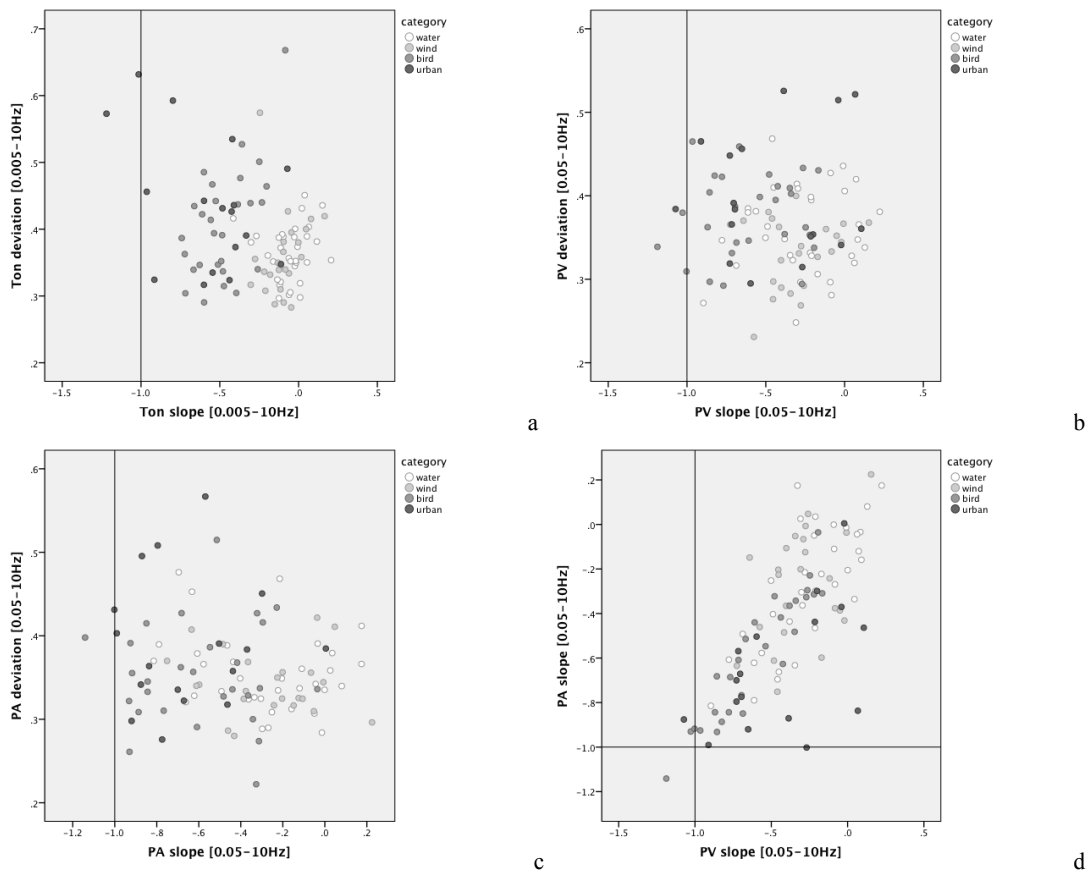 .7
.6
.5
.4
.3
.2
-1.5
-1.0
-.5
.0
.5
Ton deviation [0.005-10Hz]
Ton slope [0.005-10Hz]
category
water
wind
bird
urban
a
.6
.5
.4
.3
.2
-1.5
-1.0
-.5
.0
.5
PV deviation [0.05-10Hz]
PV slope [0.05-10Hz]
category
water
wind
bird
urban
b
.6
.5
.4
.3
.2
-1.2
-1.0
-.8
-.6
-.4
-.2
.0
.2
PA deviation [0.05-10Hz]
PA slope [0.05-10Hz]
category
water
wind
bird
urban
c
.2
.0
-.2
-.4
-.6
-.8
-1.0
-1.2
-1.5
-1.0
-.5
.0
.5
PA slope [0.05-10Hz]
PV slope [0.05-10Hz]
category
water
wind
bird
urban
d